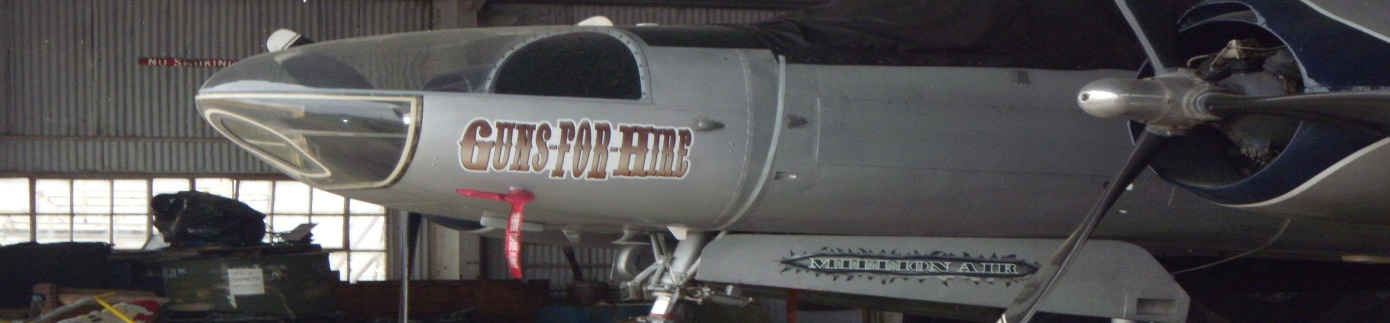 NO SMOKING
GUNS-FOR-HIRE
MILLION AIR